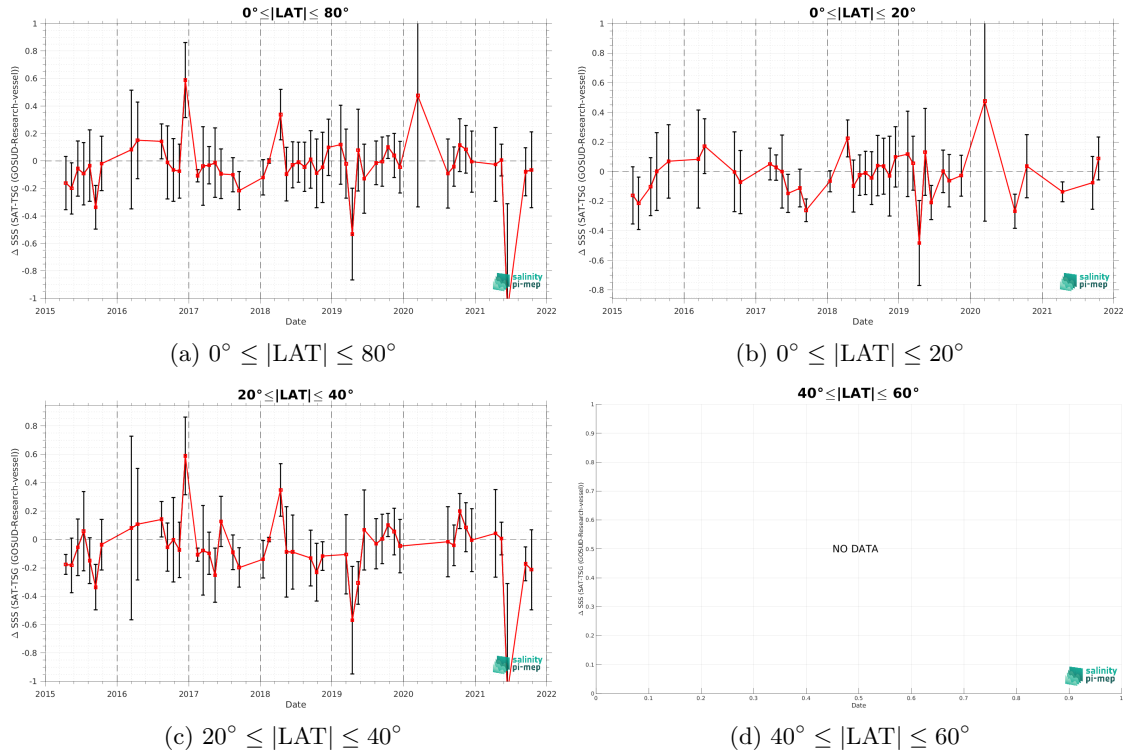 0°≤|LAT|≤ 80°
Δ SSS (SAT-TSG (GOSUD-Research-vessel))
1
0.8
0.6
0.4
0.2
0
-0.2
-0.4
-0.6
-0.8
-1
2015 2016 2017 2018 2019 2020 2021 2022
Date
salinity
pi-mep
(a) 0° ≤ |LAT| ≤ 80°
0°≤|LAT|≤ 20°
Δ SSS (SAT-TSG (GOSUD-Research-vessel))
1
0.8
0.6
0.4
0.2
0
-0.2
-0.4
-0.6
-0.8
2015 2016 2017 2018 2019 2020 2021 2022
Date
salinity
pi-mep
(b) 0° ≤ |LAT| ≤ 20°
20°≤|LAT|≤ 40°
Δ SSS (SAT-TSG (GOSUD-Research-vessel))
0.8
0.6
0.4
0.2
0
-0.2
-0.4
-0.6
-0.8
-1
2015 2016 2017 2018 2019 2020 2021 2022
Date
salinity
pi-mep
(c) 20° ≤ |LAT| ≤ 40°
40°≤|LAT|≤ 60°
Δ SSS (SAT-TSG (GOSUD-Research-vessel))
1
0.9
0.8
0.7
0.6
0.5
0.4
0.3
0.2
0.1
0
NO DATA
0 0.1 0.2 0.3 0.4 0.5 0.6 0.7 0.8 0.9 1
Date
salinity
pi-mep
(d) 40° ≤ |LAT| ≤ 60°